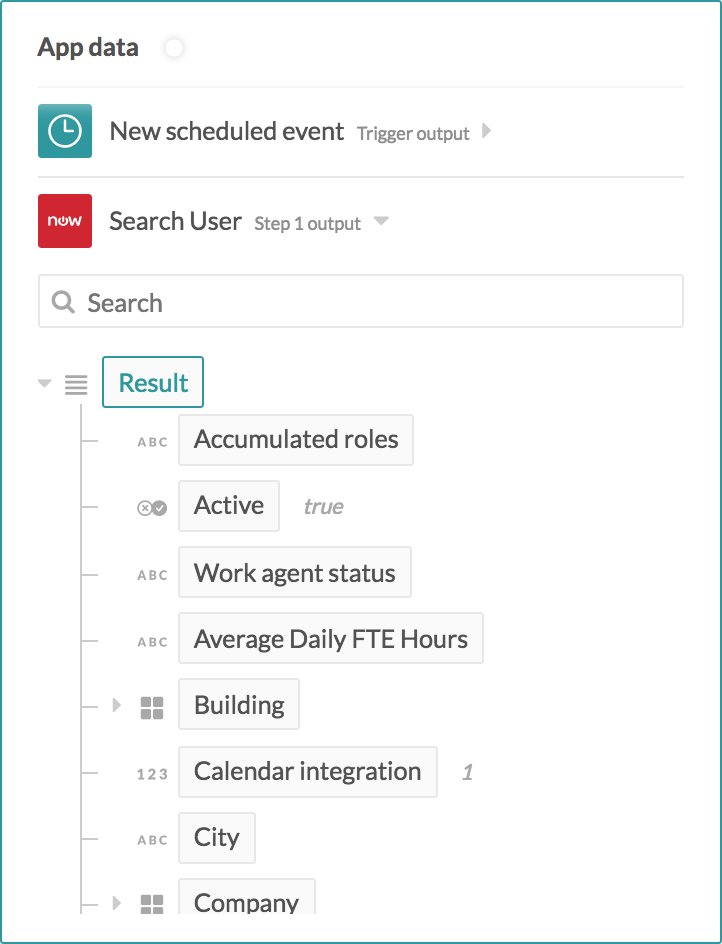 App data
New scheduled event Trigger output
now Search User Step 1 output
Search
Result
ABC Accumulated roles
Active true
ABC Work agent status
ABC Average Daily FTE Hours
Building
123 Calendar integration 1
ABC City
Company